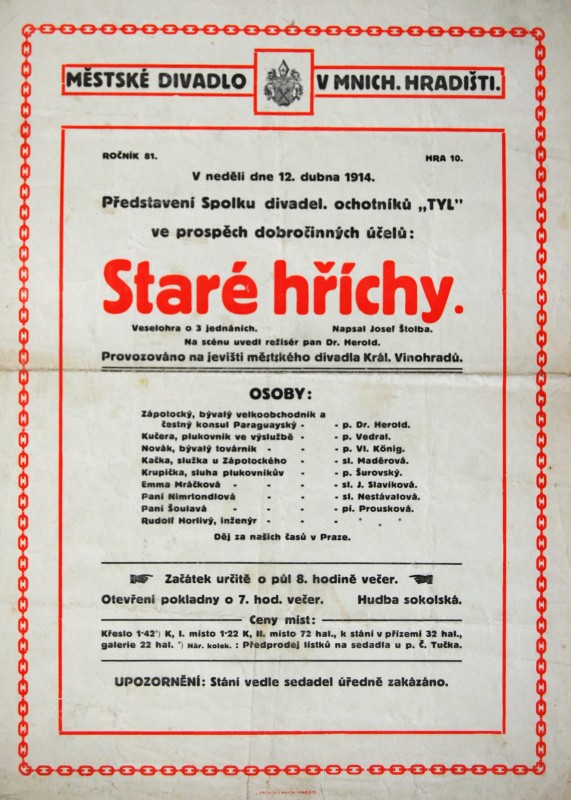 MĚSTSKÉ DIVADLO V MNICH. HRADIŠTI.
ROČNÍK 81. HRA 10.
V neděli dne 12. dubna 1914.
Představení Spolku divadel. ochotníků „TYL"
ve prospěch dobročinných účelů:
Staré hříchy.
Veselohra o 3 jednáních. Napsal Josef Štolba.
Na scénu uvedl režisér pan Dr. Herold.
Provozováno na jevišti městského divadla Král. Vinohradů.
OSOBY:
Zápolocký, bývalý velkoobchodník a
čestný konsul Paraguayský - - p. Dr. Herold.
Kučera, plukovník ve výslužbě - - p. Vedral.
Novák, bývalý továrník - - - - p. Vl. König.
Kačka, služka u Zápolockého - - sl. Maděrová.
Krupička, sluha plukovníkův - - p. Šurovský.
Emma Mráčková - - - - - sl. J. Slavíková.
Paní Nimrtondlová - - - - sl. Nestávalová.
Paní Šoulavá - - - - - pí. Prousková.
Rudolf Horlivý, inženýr - - - - * * *
Děj za našich časů v Praze.
Začátek určitě o půl 8. hodině večer.
Otevření pokladny o 7. hod. večer. Hudba sokolská.
Ceny míst:
Křeslo 1·42*) K, I. místo 1·22 K, II. místo 72 hal., k stání v přízemí 32 hal.,
galerie 22 hal. *) Nár. kolek. : Předprodej lístků na sedadla u p. Č. Tučka.
UPOZORNĚNÍ: Stání vedle sedadel úředně zakázáno.